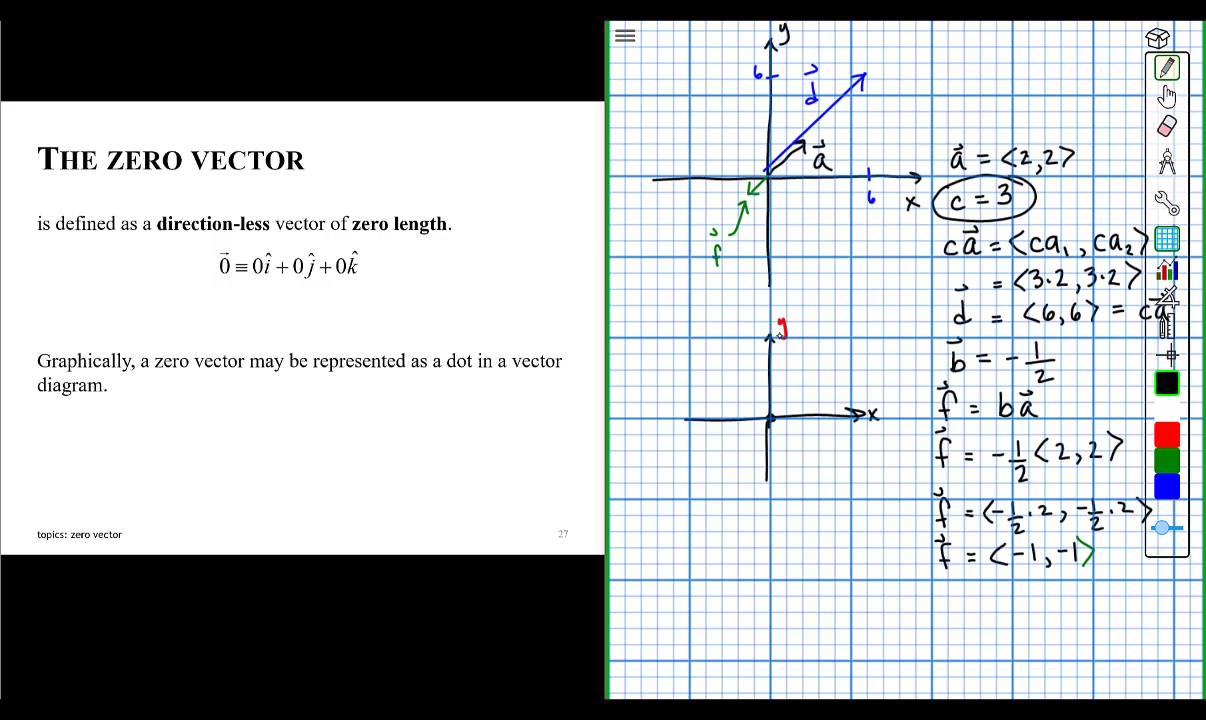 THE ZERO VECTOR
is defined as a direction-less vector of zero length.
0⃗ ≡ 0î + 0ĵ + 0k̂
Graphically, a zero vector may be represented as a dot in a vector
diagram.
topics: zero vector
27
y
6
d⃗
a⃗
x
6
f⃗
y
x
a⃗ = <2,2>
c = 3
ca⃗ = <ca₁, ca₂>
= <3·2, 3·2>
d⃗ = <6,6> = ca⃗
b⃗ = -1/2
f⃗ = ba⃗
f⃗ = -1/2 <2,2>
f⃗ = <-1/2·2, -1/2·2>
f⃗ = <-1,-1>